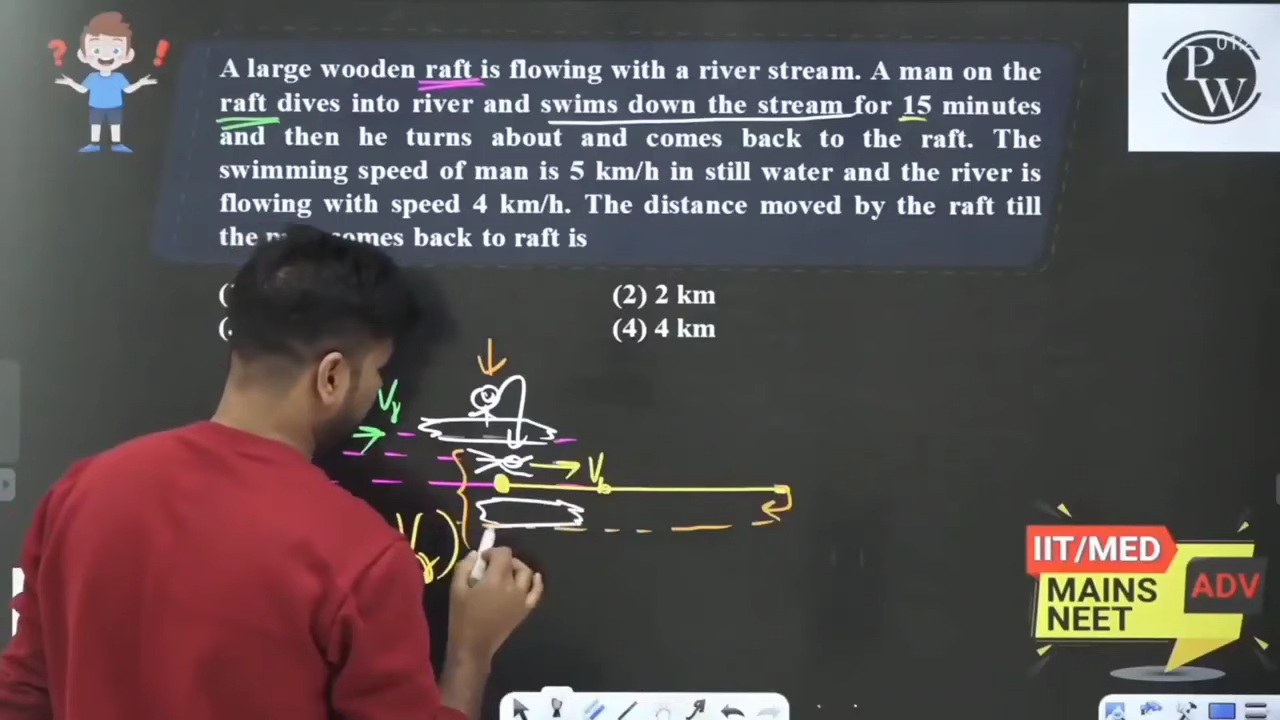 A large wooden raft is flowing with a river stream. A man on the
raft dives into river and swims down the stream for 15 minutes
and then he turns about and comes back to the raft. The
swimming speed of man is 5 km/h in still water and the river is
flowing with speed 4 km/h. The distance moved by the raft till
the comes back to raft is
(2) 2 km
(4) 4 km
? !
P
W
IIT/MED
MAINS
NEET
ADV